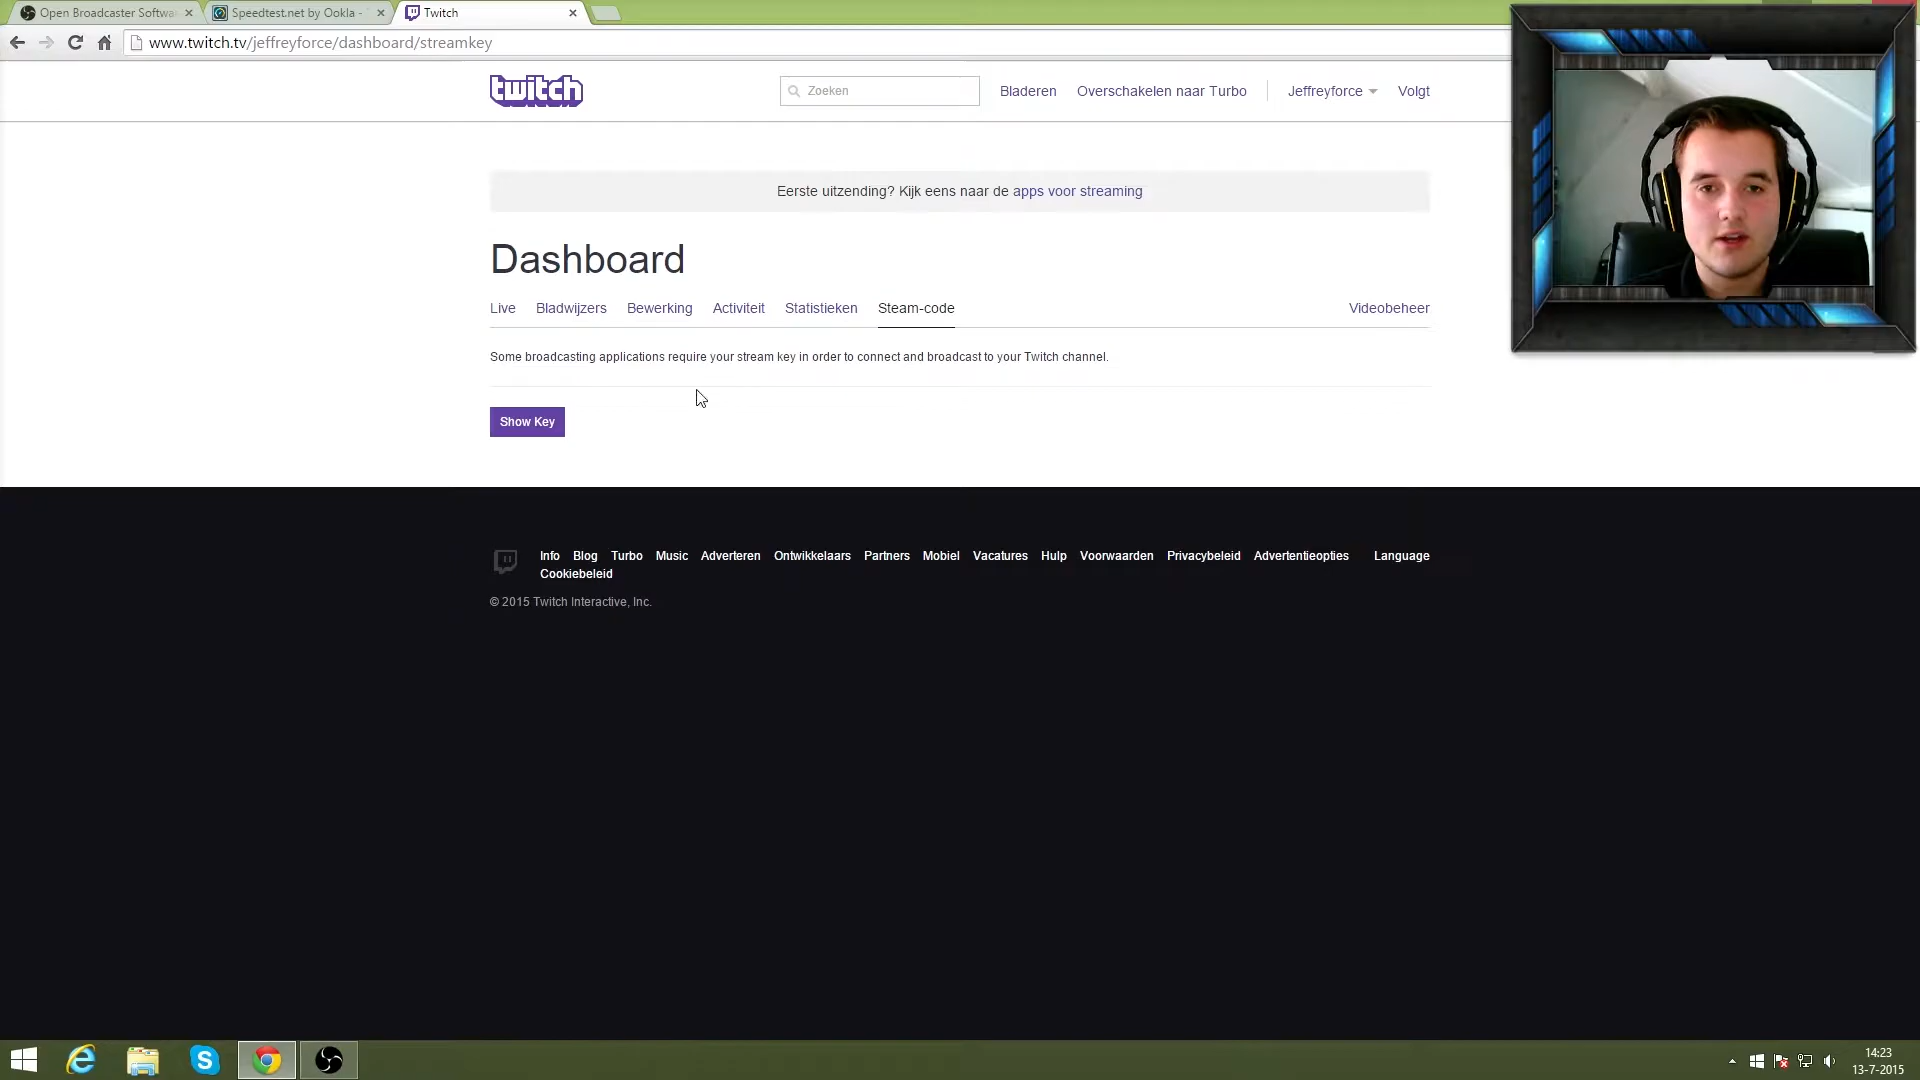 Open Broadcaster Softwa
Speedtest.net by Ookla -
Twitch
www.twitch.tv/jeffreyforce/dashboard/streamkey
twitch
Zoeken
Bladeren
Overschakelen naar Turbo
Jeffreyforce
Volgt
Eerste uitzending? Kijk eens naar de apps voor streaming
Dashboard
Live Bladwijzers Bewerking Activiteit Statistieken Steam-code Videobeheer
Some broadcasting applications require your stream key in order to connect and broadcast to your Twitch channel.
Show Key
Info Blog Turbo Music Adverteren Ontwikkelaars Partners Mobiel Vacatures Hulp Voorwaarden Privacybeleid Advertentieopties Language
Cookiebeleid
© 2015 Twitch Interactive, Inc.
14:23
13-7-2015